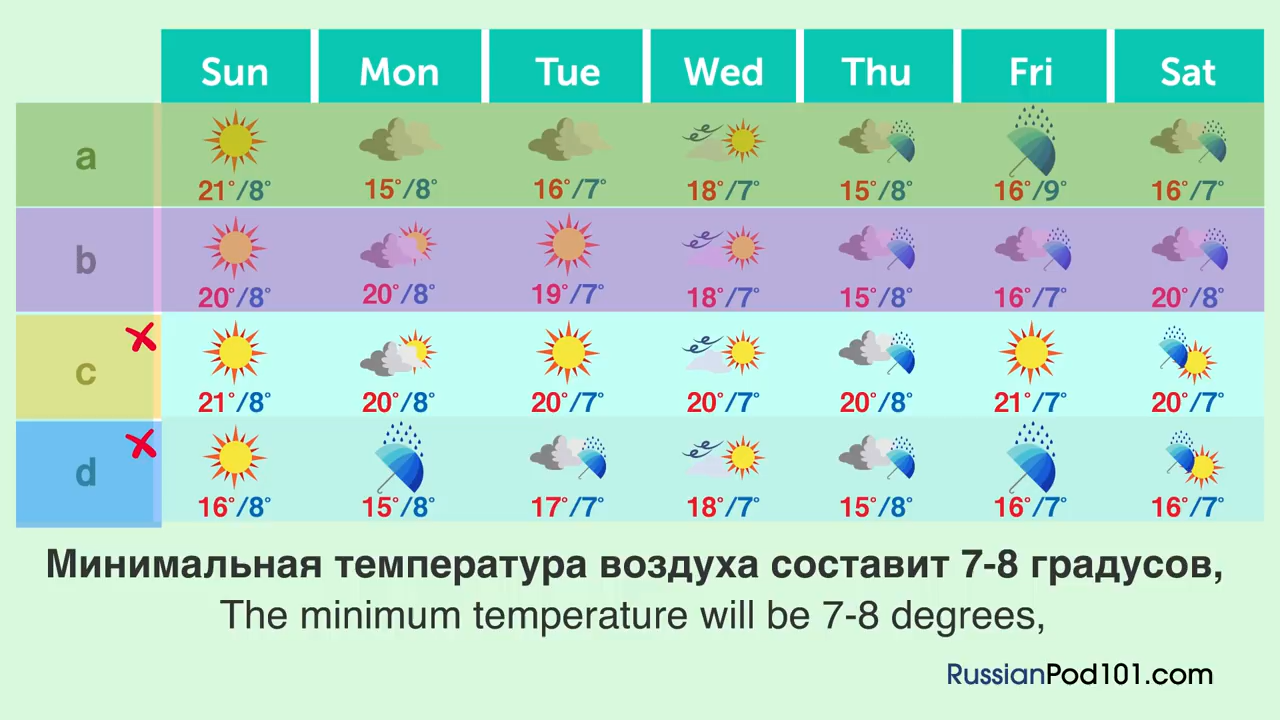 Sun Mon Tue Wed Thu Fri Sat
a
21°/8° 15°/8° 16°/7° 18°/7° 15°/8° 16°/9° 16°/7°
b
20°/8° 20°/8° 19°/7° 18°/7° 15°/8° 16°/7° 20°/8°
c
21°/8° 20°/8° 20°/7° 20°/7° 20°/8° 21°/7° 20°/7°
d
16°/8° 15°/8° 17°/7° 18°/7° 15°/8° 16°/7° 16°/7°
Минимальная температура воздуха составит 7-8 градусов,
The minimum temperature will be 7-8 degrees,
RussianPod101.com